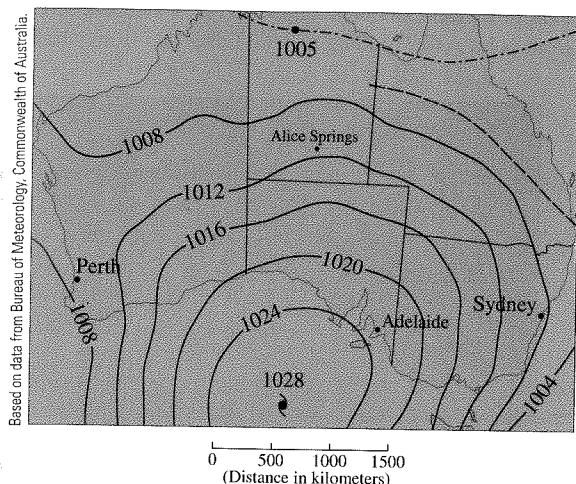 Based on data from Bureau of Meteorology, Commonwealth of Australia.
1005
1008
Alice Springs
1012
1016
1020
Perth
1008
1024
Adelaide
Sydney
1028
1004
0 500 1000 1500
(Distance in kilometers)